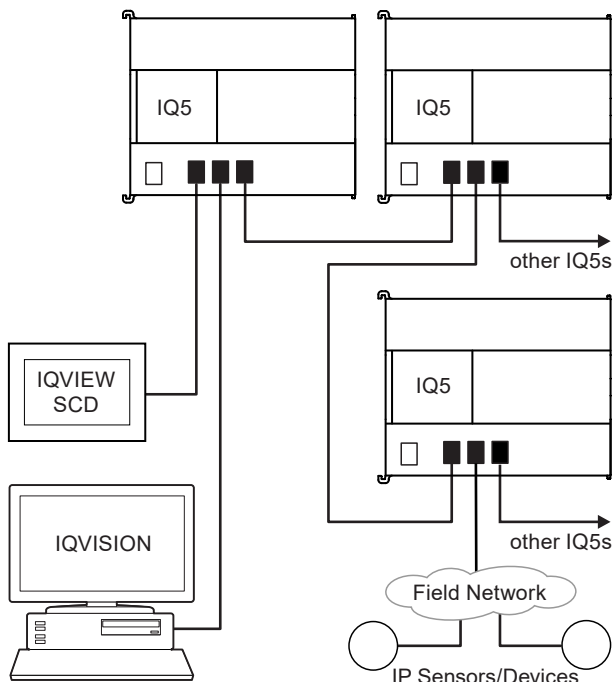 IQ5
IQ5
other IQ5s
IQVIEW
SCD
IQ5
IQVISION
other IQ5s
Field Network
IP Sensors/Devices